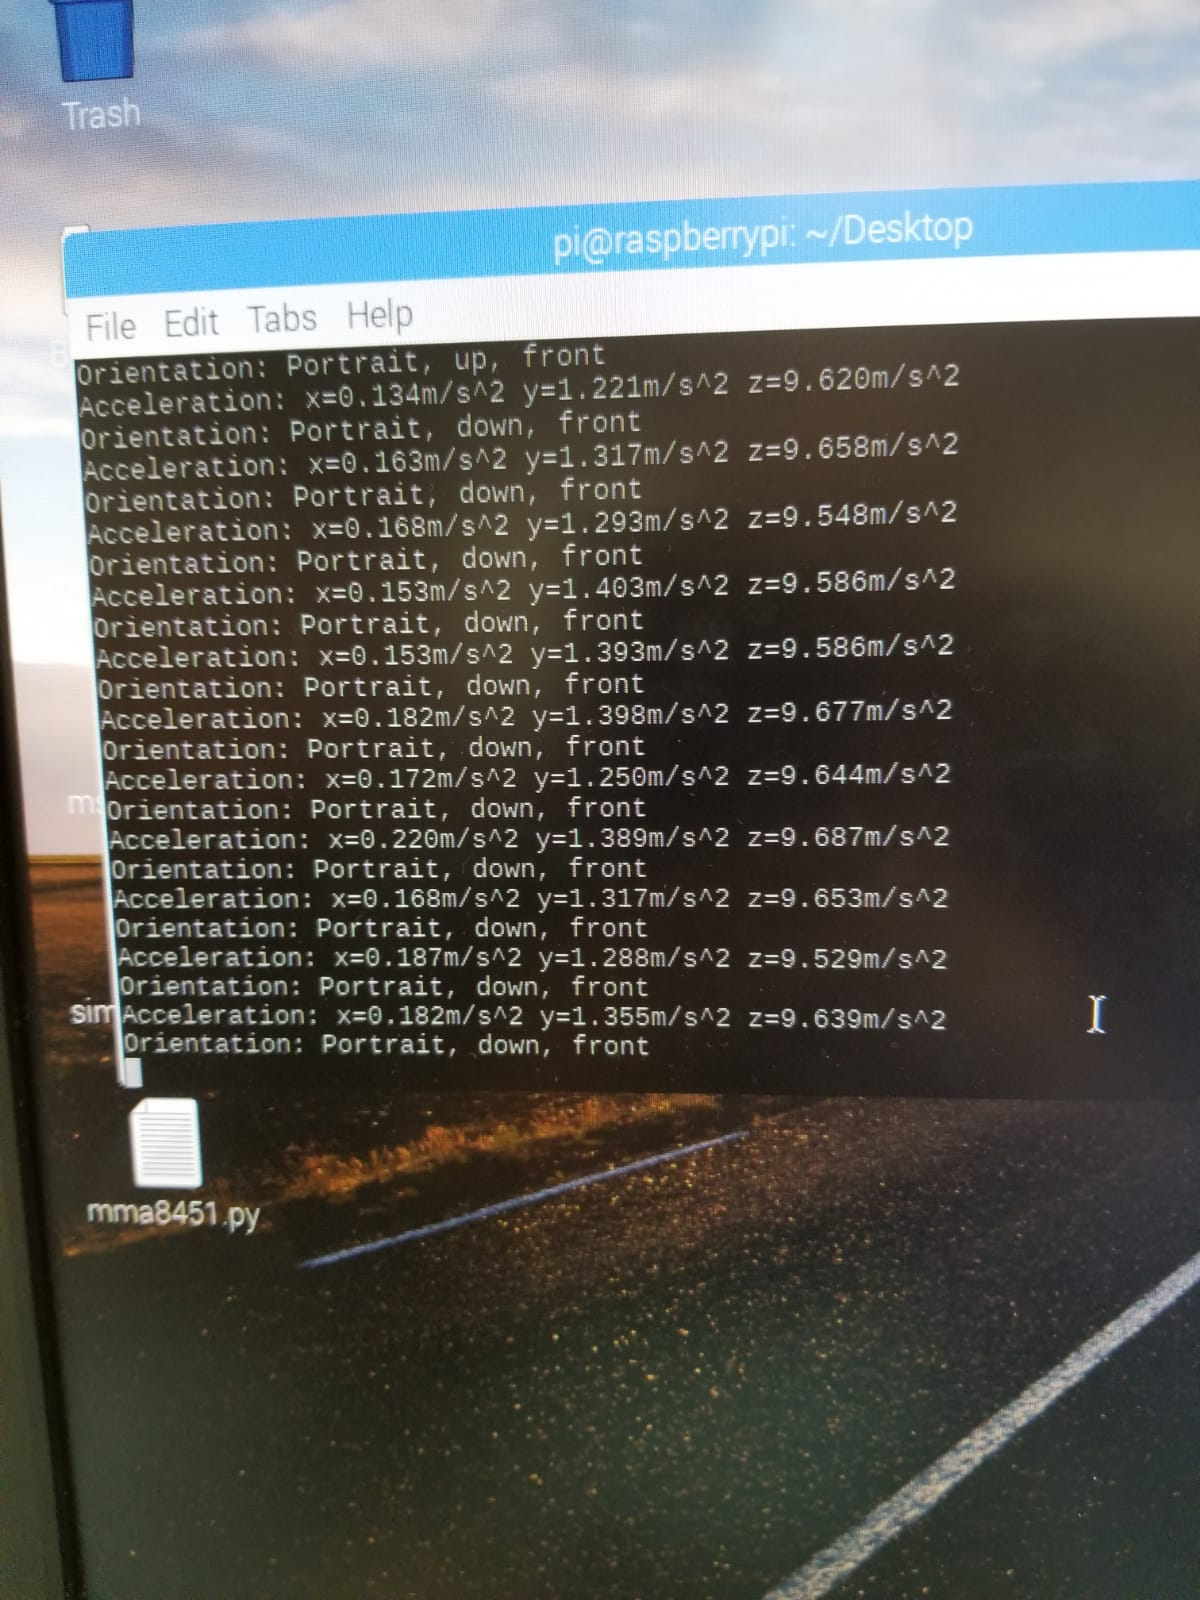 Trash
pi@raspberrypi: ~/Desktop
File Edit Tabs Help
Orientation: Portrait, up, front
Acceleration: x=0.134m/s^2 y=1.221m/s^2 z=9.620m/s^2
Orientation: Portrait, down, front
Acceleration: x=0.163m/s^2 y=1.317m/s^2 z=9.658m/s^2
Orientation: Portrait, down, front
Acceleration: x=0.168m/s^2 y=1.293m/s^2 z=9.548m/s^2
Orientation: Portrait, down, front
Acceleration: x=0.153m/s^2 y=1.403m/s^2 z=9.586m/s^2
Orientation: Portrait, down, front
Acceleration: x=0.153m/s^2 y=1.393m/s^2 z=9.586m/s^2
Orientation: Portrait, down, front
Acceleration: x=0.182m/s^2 y=1.398m/s^2 z=9.677m/s^2
Orientation: Portrait, down, front
Acceleration: x=0.172m/s^2 y=1.250m/s^2 z=9.644m/s^2
Orientation: Portrait, down, front
Acceleration: x=0.220m/s^2 y=1.389m/s^2 z=9.687m/s^2
Orientation: Portrait, down, front
Acceleration: x=0.168m/s^2 y=1.317m/s^2 z=9.653m/s^2
Orientation: Portrait, down, front
Acceleration: x=0.187m/s^2 y=1.288m/s^2 z=9.529m/s^2
Orientation: Portrait, down, front
Acceleration: x=0.182m/s^2 y=1.355m/s^2 z=9.639m/s^2
Orientation: Portrait, down, front
mma8451.py